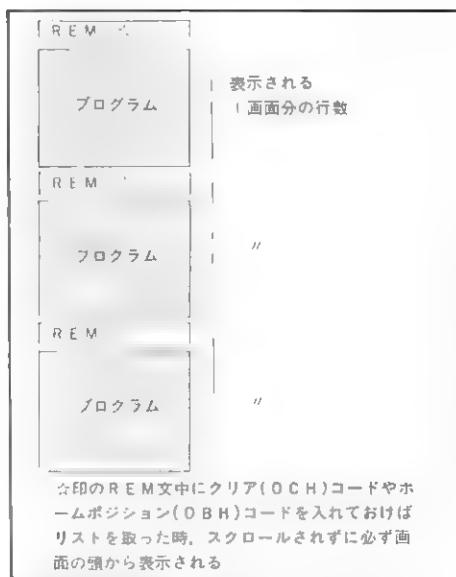 REM ☆
プログラム
表示される
1画面分の行数
REM
プログラム
〃
REM
プログラム
〃
☆印のREM文中にクリア(0CH)コードやホ
ームポジション(0BH)コードを入れておけば
リストを取った時，スクロールされずに必ず画
面の頭から表示される